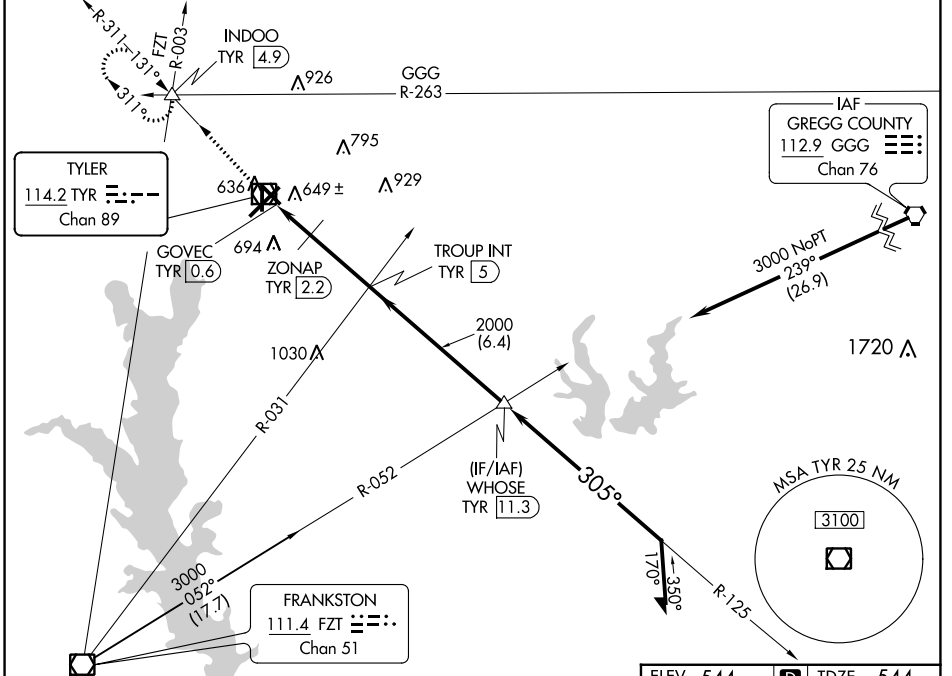 R-311
131°
FZT
R-003
311°
INDOO
TYR 4.9
926
GGG
R-263
IAF
GREGG COUNTY
112.9 GGG
Chan 76
795
TYLER
114.2 TYR
Chan 89
636
649 ±
929
GOVEC
TYR 0.6
694
ZONAP
TYR 2.2
TROUP INT
TYR 5
3000 NoPT
239°
(26.9)
2000
(6.4)
1030
1720
R-031
R-052
(IF/IAF)
WHOSE
TYR 11.3
305°
MSA TYR 25 NM
3100
170°
350°
R-125
3000
052°
(17.7)
FRANKSTON
111.4 FZT
Chan 51
ELEV 544
D
TDZE 544